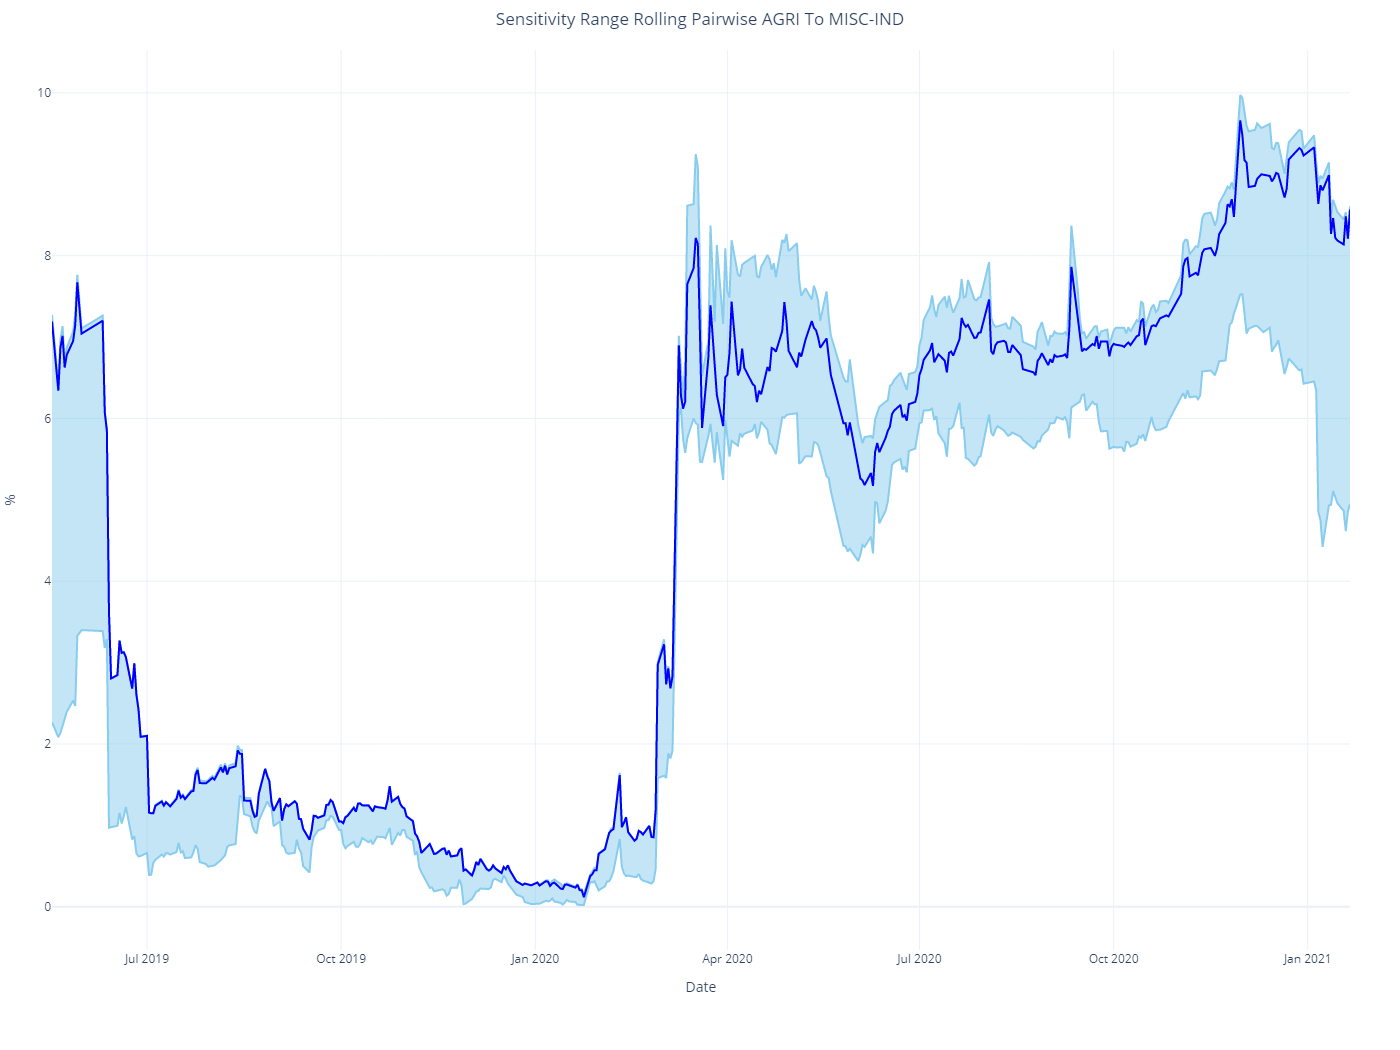 Sensitivity Range Rolling Pairwise AGRI To MISC-IND
10
8
6
4
2
0
%
Jul 2019
Oct 2019
Jan 2020
Apr 2020
Jul 2020
Oct 2020
Jan 2021
Date